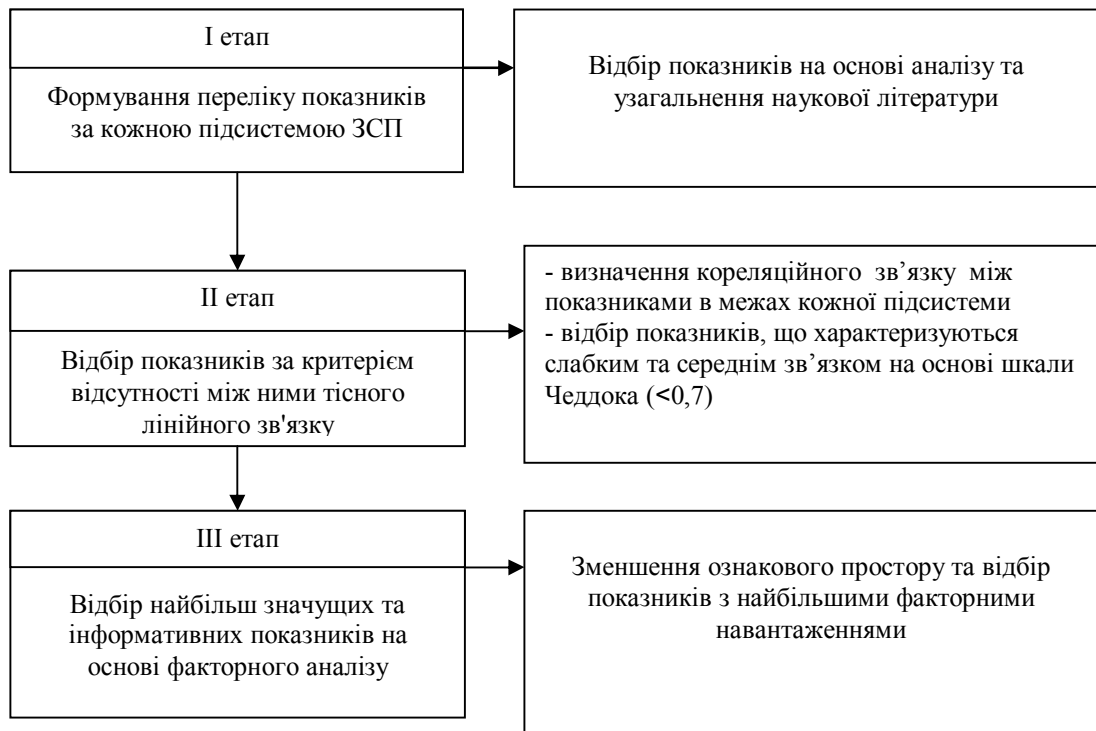 І етап
Формування переліку показників
за кожною підсистемою ЗСП
Відбір показників на основі аналізу та
узагальнення наукової літератури
ІІ етап
Відбір показників за критерієм
відсутності між ними тісного
лінійного зв'язку
- визначення кореляційного зв’язку між
показниками в межах кожної підсистеми
- відбір показників, що характеризуються
слабким та середнім зв’язком на основі шкали
Чеддока (<0,7)
ІІІ етап
Відбір найбільш значущих та
інформативних показників на
основі факторного аналізу
Зменшення ознакового простору та відбір
показників з найбільшими факторними
навантаженнями